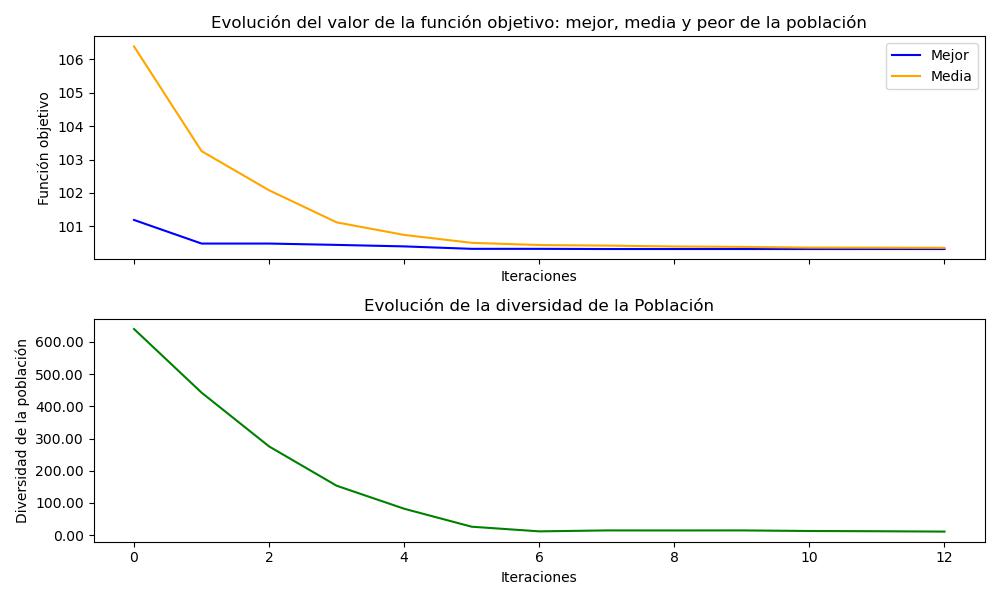 Evolución del valor de la función objetivo: mejor, media y peor de la población
106
105
104
103
102
101
Función objetivo
Mejor
Media
Iteraciones
Evolución de la diversidad de la Población
600.00
500.00
400.00
300.00
200.00
100.00
0.00
Diversidad de la población
0 2 4 6 8 10 12
Iteraciones